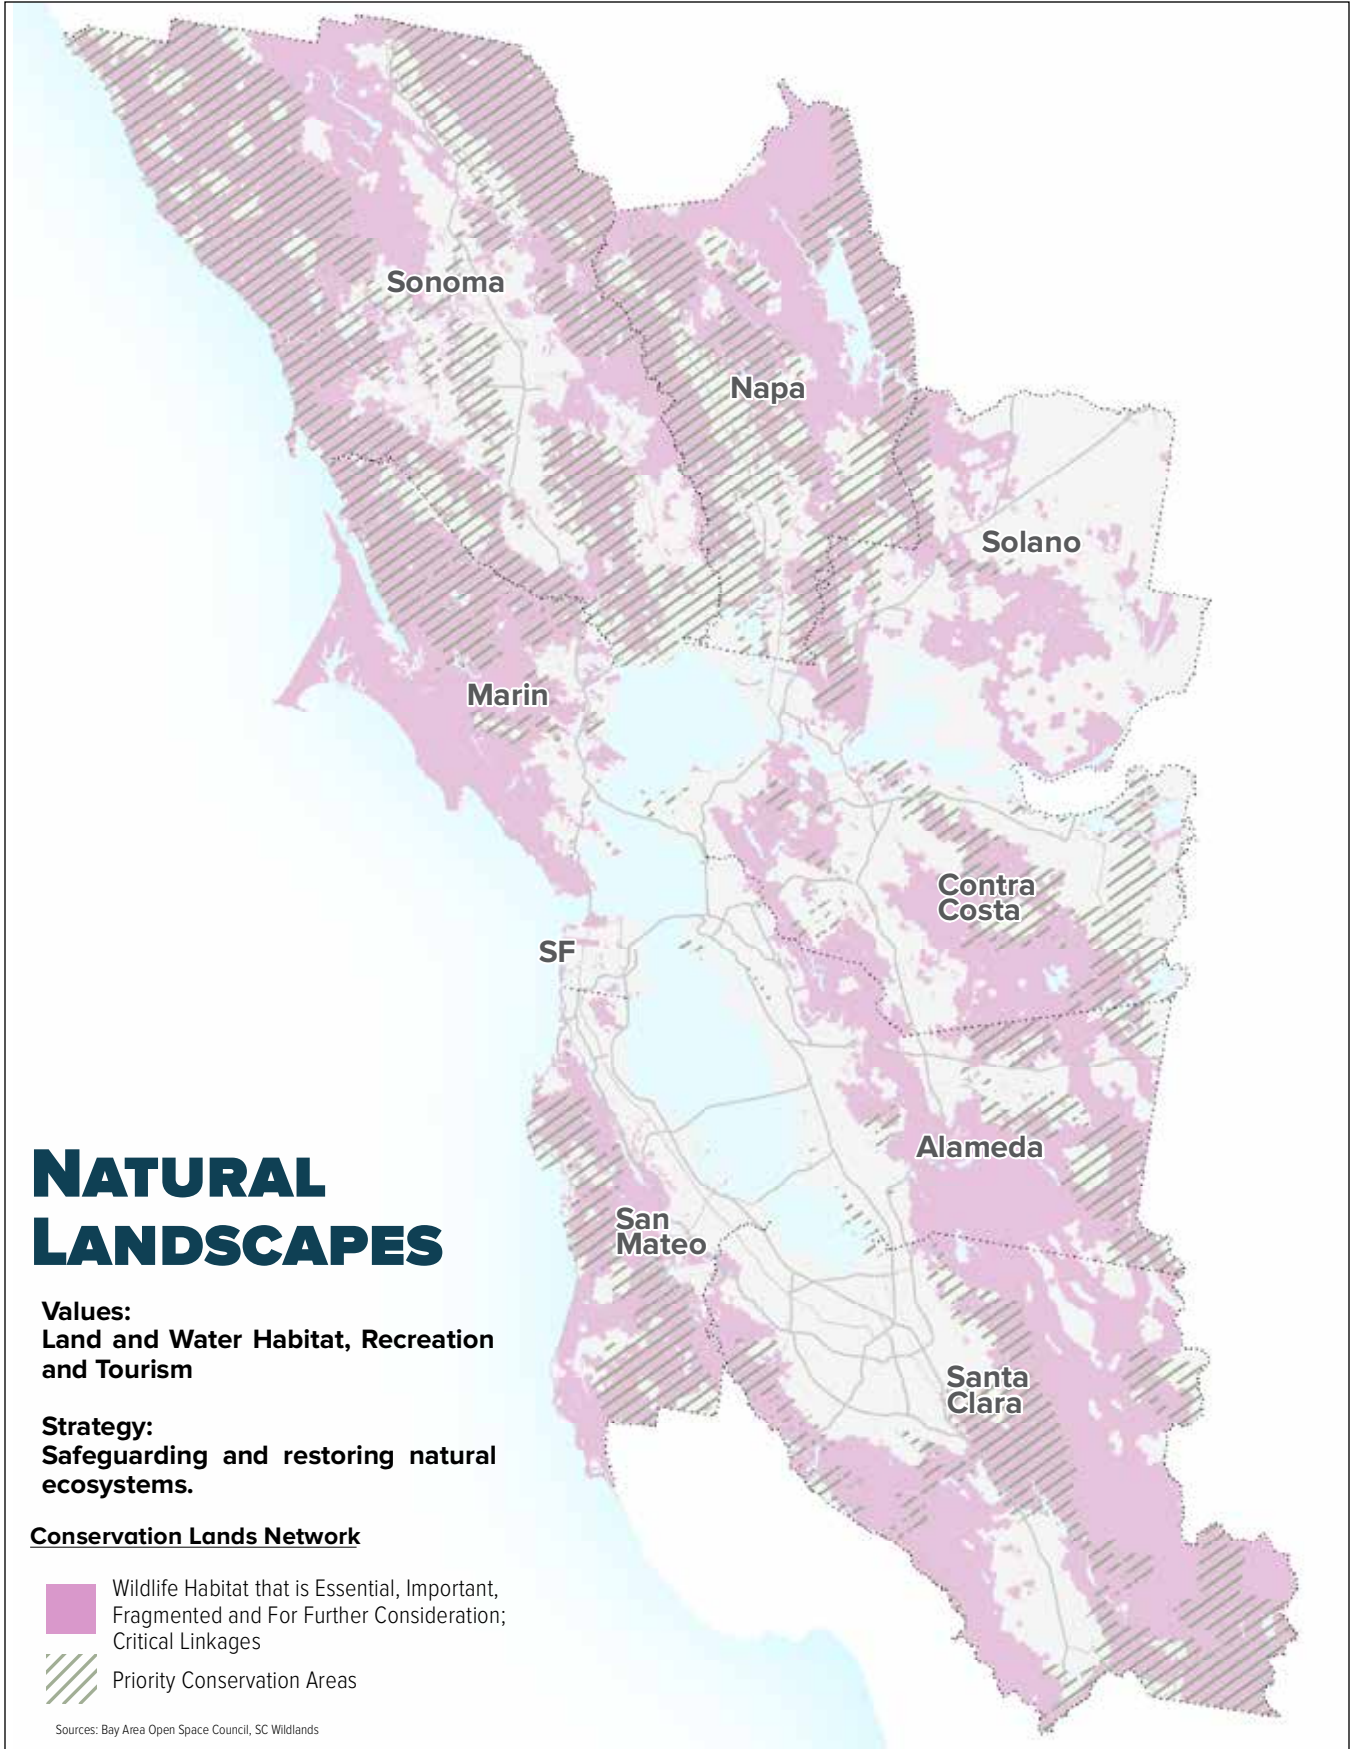 Sonoma
Napa
Solano
Marin
Contra
Costa
SF
Alameda
San
Mateo
Santa
Clara
NATURAL
LANDSCAPES
Values:
Land and Water Habitat, Recreation
and Tourism
Strategy:
Safeguarding and restoring natural
ecosystems.
Conservation Lands Network
Wildlife Habitat that is Essential, Important,
Fragmented and For Further Consideration;
Critical Linkages
Priority Conservation Areas
Sources: Bay Area Open Space Council, SC Wildlands